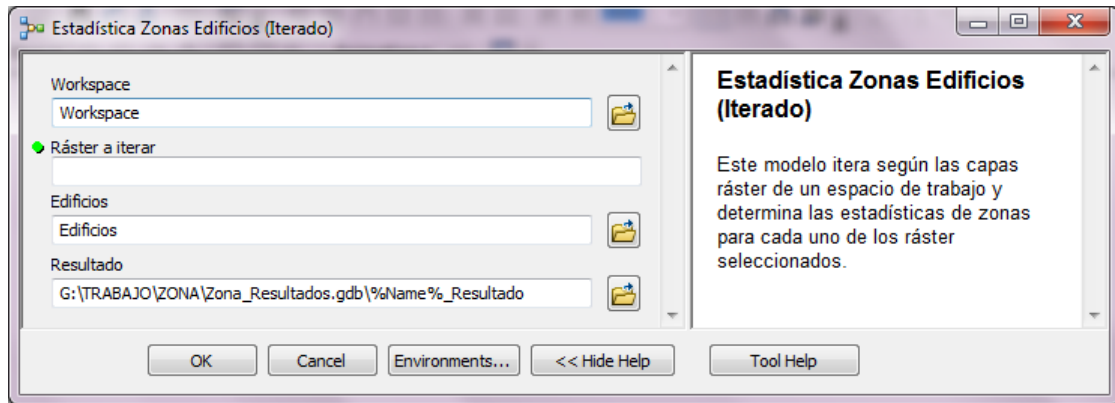 Estadística Zonas Edificios (Iterado)
Workspace
Workspace
Ráster a iterar
Edificios
Edificios
Resultado
G:\TRABAJO\ZONA\Zona_Resultados.gdb\%Name%_Resultado
Estadística Zonas Edificios
(Iterado)
Este modelo itera según las capas
ráster de un espacio de trabajo y
determina las estadísticas de zonas
para cada uno de los ráster
seleccionados.
OK
Cancel
Environments...
<< Hide Help
Tool Help